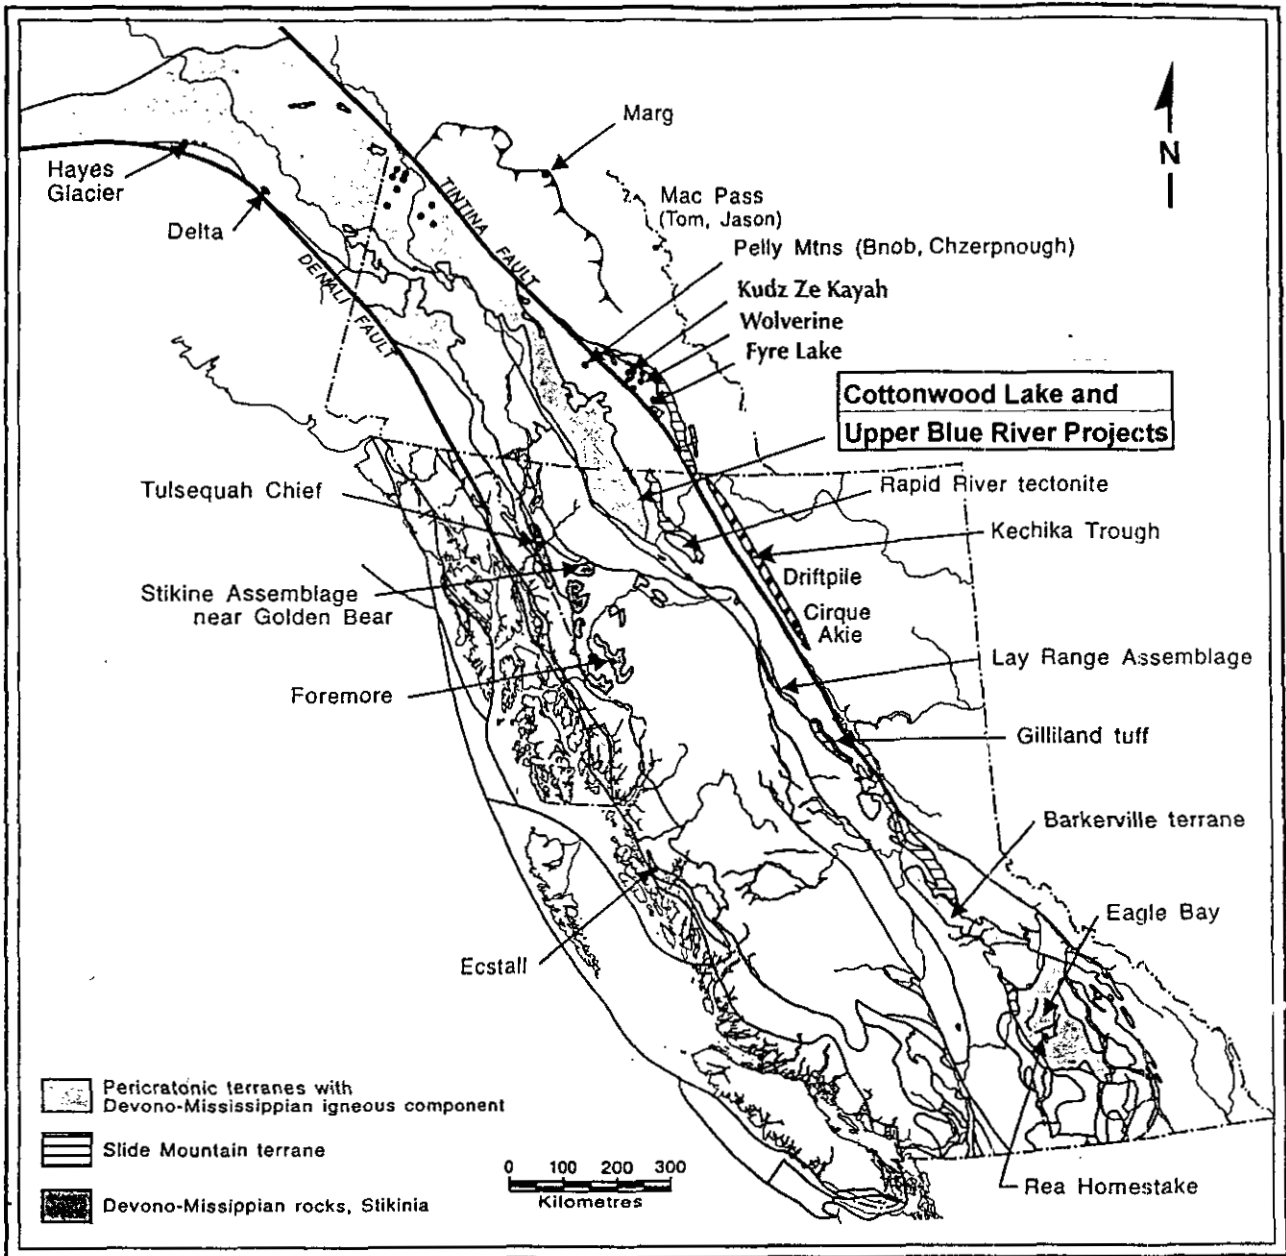 N
Marg
Hayes
Glacier
Delta
TINTINA FAULT
DENALI FAULT
Mac Pass
(Tom, Jason)
Pelly Mtns (Bnob, Chzerpnough)
Kudz Ze Kayah
Wolverine
Fyre Lake
Cottonwood Lake and
Upper Blue River Projects
Tulsequah Chief
Rapid River tectonite
Kechika Trough
Driftpile
Cirque
Akie
Stikine Assemblage
near Golden Bear
Lay Range Assemblage
Foremore
Gilliland tuff
Barkerville terrane
Eagle Bay
Ecstall
Rea Homestake
Pericratonic terranes with
Devono-Mississippian igneous component
Slide Mountain terrane
Devono-Missippian rocks, Stikinia
0 100 200 300
Kilometres